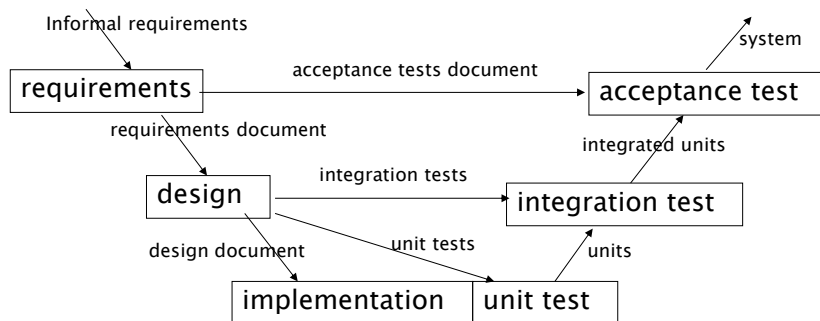 Informal requirements
system
acceptance tests document
requirements
acceptance test
requirements document
integrated units
integration tests
design
integration test
design document
unit tests
units
implementation
unit test